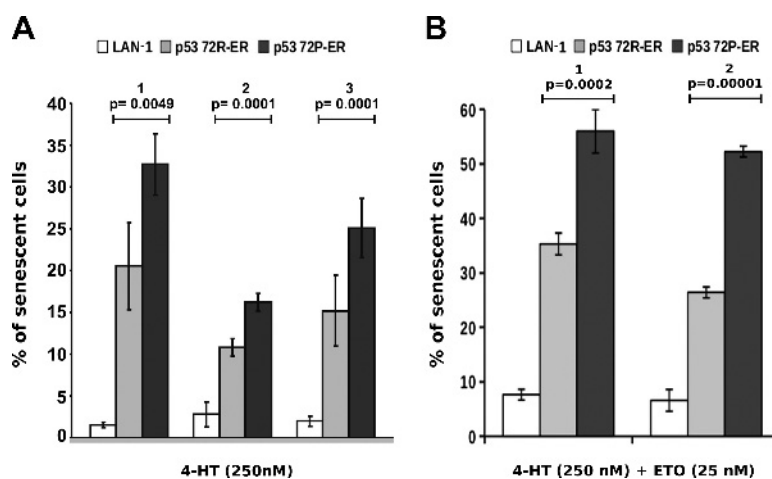 A
LAN-1 p53 72R-ER p53 72P-ER
1 2 3
p= 0.0049 p= 0.0001 p= 0.0001
% of senescent cells
40
35
30
25
20
15
10
5
0
4-HT (250nM)
B
LAN-1 p53 72R-ER p53 72P-ER
1 2
p=0.0002 p=0.00001
% of senescent cells
60
50
40
30
20
10
0
4-HT (250 nM) + ETO (25 nM)